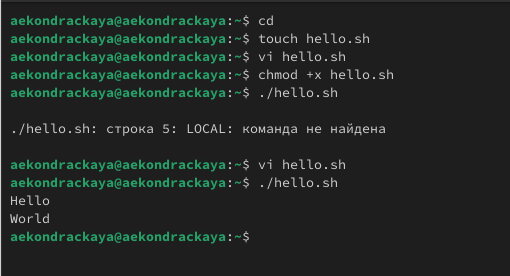 aekondrackaya@aekondrackaya:~$ cd
aekondrackaya@aekondrackaya:~$ touch hello.sh
aekondrackaya@aekondrackaya:~$ vi hello.sh
aekondrackaya@aekondrackaya:~$ chmod +x hello.sh
aekondrackaya@aekondrackaya:~$ ./hello.sh
./hello.sh: строка 5: LOCAL: команда не найдена
aekondrackaya@aekondrackaya:~$ vi hello.sh
aekondrackaya@aekondrackaya:~$ ./hello.sh
Hello
World
aekondrackaya@aekondrackaya:~$